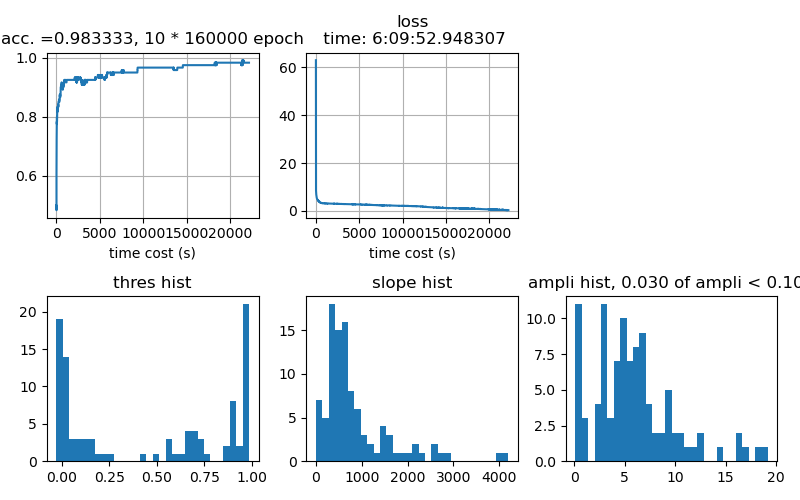 acc. =0.983333, 10 * 160000 epoch
loss
time: 6:09:52.948307
1.0
0.8
0.6
0 5000 10000 15000 20000
time cost (s)
60
40
20
0
0 5000 10000 15000 20000
time cost (s)
thres hist
20
15
10
5
0
0.00 0.25 0.50 0.75 1.00
slope hist
15
10
5
0
0 1000 2000 3000 4000
ampli hist, 0.030 of ampli < 0.10
10.0
7.5
5.0
2.5
0.0
0 5 10 15 20